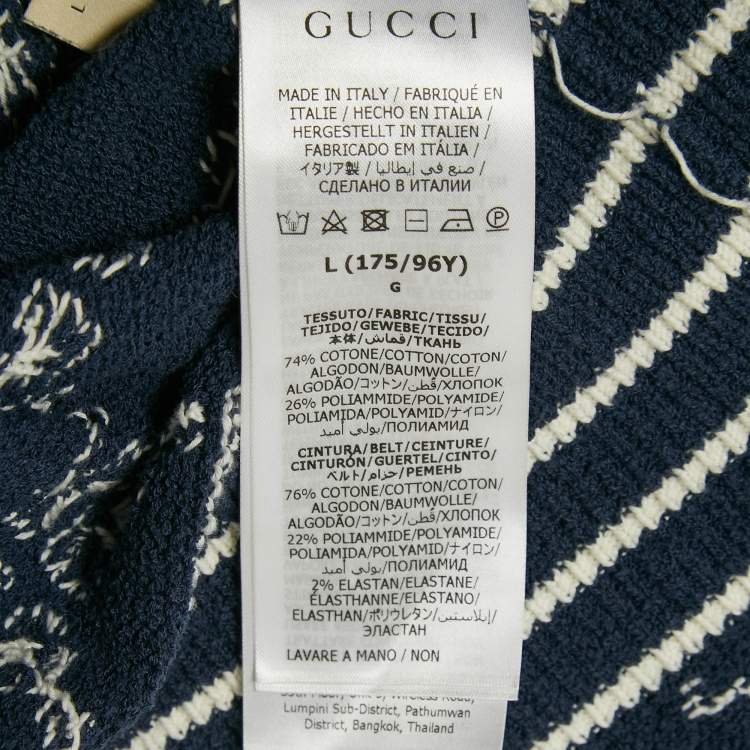 L
GUCCI
MADE IN ITALY / FABRIQUÉ EN
ITALIE / HECHO EN ITALIA /
HERGESTELLT IN ITALIEN /
FABRICADO EM ITÁLIA /
イタリア製 / صنع في إيطاليا /
СДЕЛАНО В ИТАЛИИ
L (175/96Y)
G
TESSUTO/FABRIC/TISSU/
TEJIDO/GEWEBE/TECIDO/
本体/قماش/ТКАНЬ
74% COTONE/COTTON/COTON/
ALGODON/BAUMWOLLE/
ALGODÃO/コットン/قطن/ХЛОПОК
26% POLIAMMIDE/POLYAMIDE/
POLIAMIDA/POLYAMID/ナイロン/
بولي أميد/ПОЛИАМИД
CINTURA/BELT/CEINTURE/
CINTURÓN/GUERTEL/CINTO/
ベルト/حزام/РЕМЕНЬ
76% COTONE/COTTON/COTON/
ALGODON/BAUMWOLLE/
ALGODÃO/コットン/قطن/ХЛОПОК
22% POLIAMMIDE/POLYAMIDE/
POLIAMIDA/POLYAMID/ナイロン/
بولي أميد/ПОЛИАМИД
2% ELASTAN/ELASTANE/
ÉLASTHANNE/ELASTANO/
ELASTHAN/ポリウレタン/إيلاستين/
ЭЛАСТАН
LAVARE A MANO / NON
Floor, Unit Wireless Road,
Lumpini Sub-District, Pathumwan
District, Bangkok, Thailand